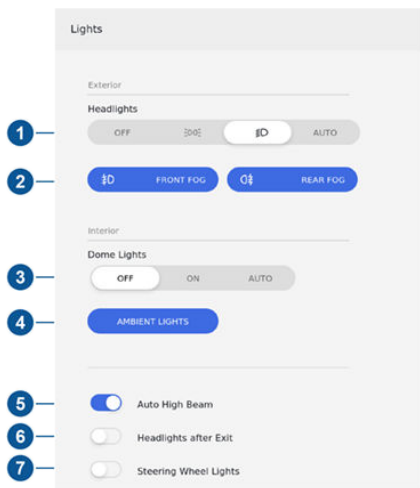 Lights
Exterior
Headlights
1 OFF AUTO
2 FRONT FOG REAR FOG
Interior
Dome Lights
3 OFF ON AUTO
4 AMBIENT LIGHTS
5 Auto High Beam
6 Headlights after Exit
7 Steering Wheel Lights